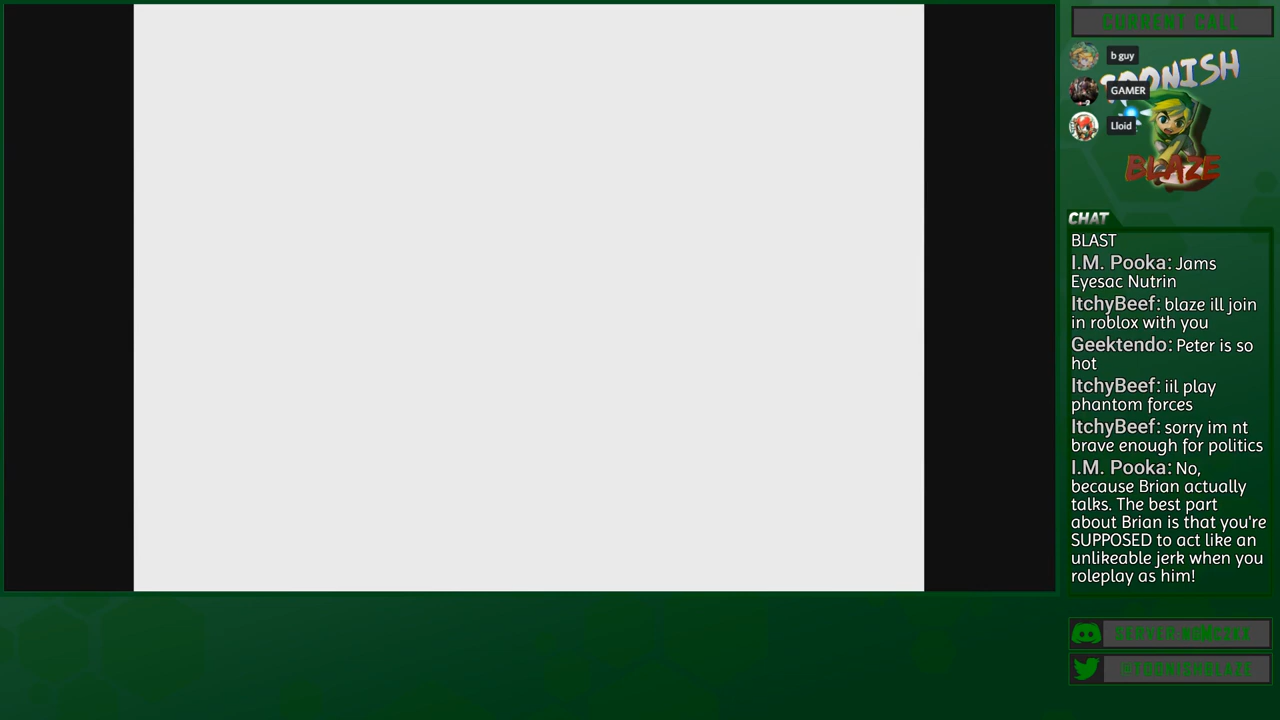 CURRENT CALL
b guy
TOONISH
GAMER
Lloid
BLAZE
CHAT
BLAST
I.M. Pooka: Jams
Eyesac Nutrin
ItchyBeef: blaze ill join
in roblox with you
Geektendo: Peter is so
hot
ItchyBeef: iil play
phantom forces
ItchyBeef: sorry im nt
brave enough for politics
I.M. Pooka: No,
because Brian actually
talks. The best part
about Brian is that you're
SUPPOSED to act like an
unlikeable jerk when you
roleplay as him!
@TOONISHBLAZE